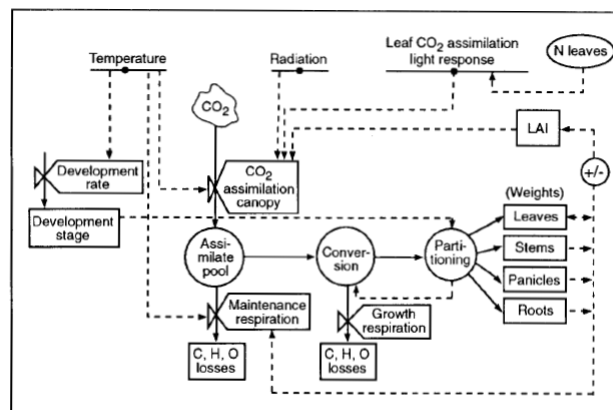 Temperature
Radiation
Leaf CO2 assimilation
light response
N leaves
CO2
LAI
Development
rate
CO2
assimilation
canopy
+/-
(Weights)
Development
stage
Assi-
milate
pool
Conver-
sion
Parti-
tioning
Leaves
Stems
Panicles
Roots
Maintenance
respiration
Growth
respiration
C, H, O
losses
C, H, O
losses